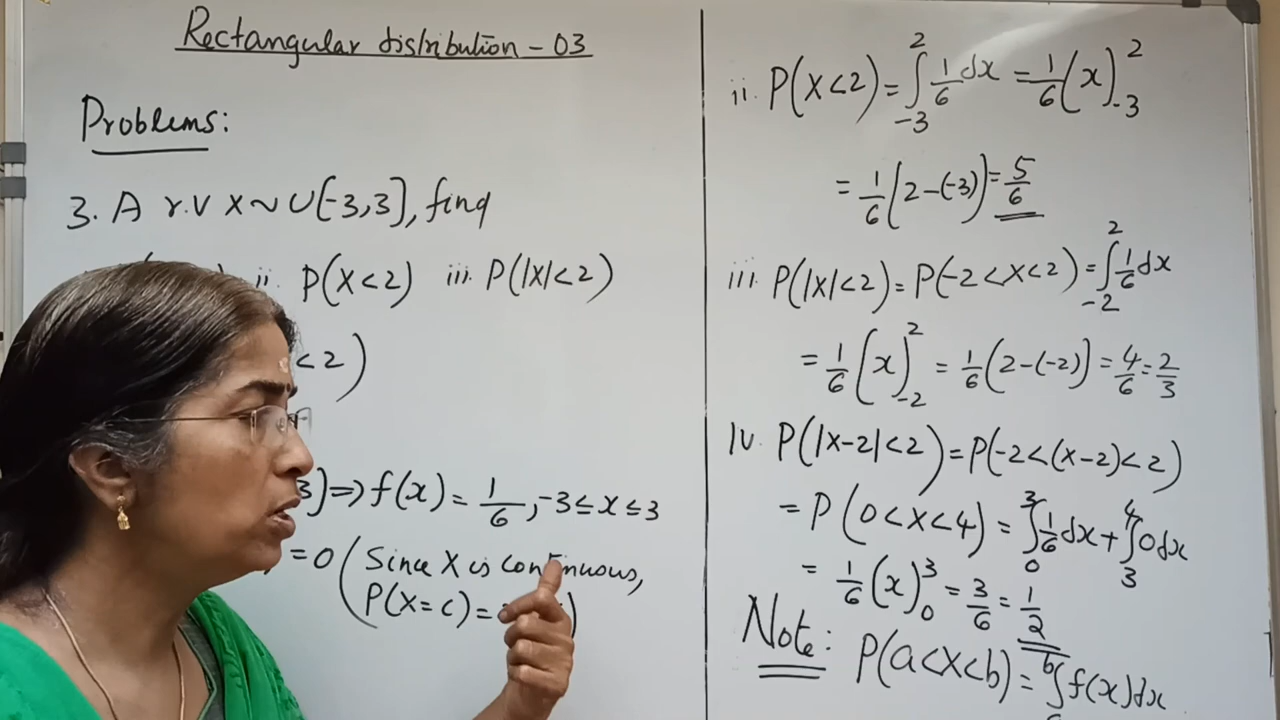 Rectangular distribution - 03
Problems:
3. A r.v X ~ U[-3,3], find
ii. P(X<2) iii. P(|X|<2)
<2)
3] ⇒ f(x) = 1/6, -3 ≤ x ≤ 3
= 0 (Since X is continuous,
P(X=c)=
ii. P(X<2) = ∫_{-3}^{2} 1/6 dx = 1/6 (x)_{-3}^{2}
= 1/6 (2-(-3)) = 5/6
iii. P(|X|<2) = P(-2<X<2) = ∫_{-2}^{2} 1/6 dx
= 1/6 (x)_{-2}^{2} = 1/6 (2-(-2)) = 4/6 = 2/3
iv. P(|X-2|<2) = P(-2<(X-2)<2)
= P(0<X<4) = ∫_{0}^{3} 1/6 dx + ∫_{3}^{4} 0 dx
= 1/6 (x)_{0}^{3} = 3/6 = 1/2
Note: P(a<X<b) = ∫^{b} f(x) dx